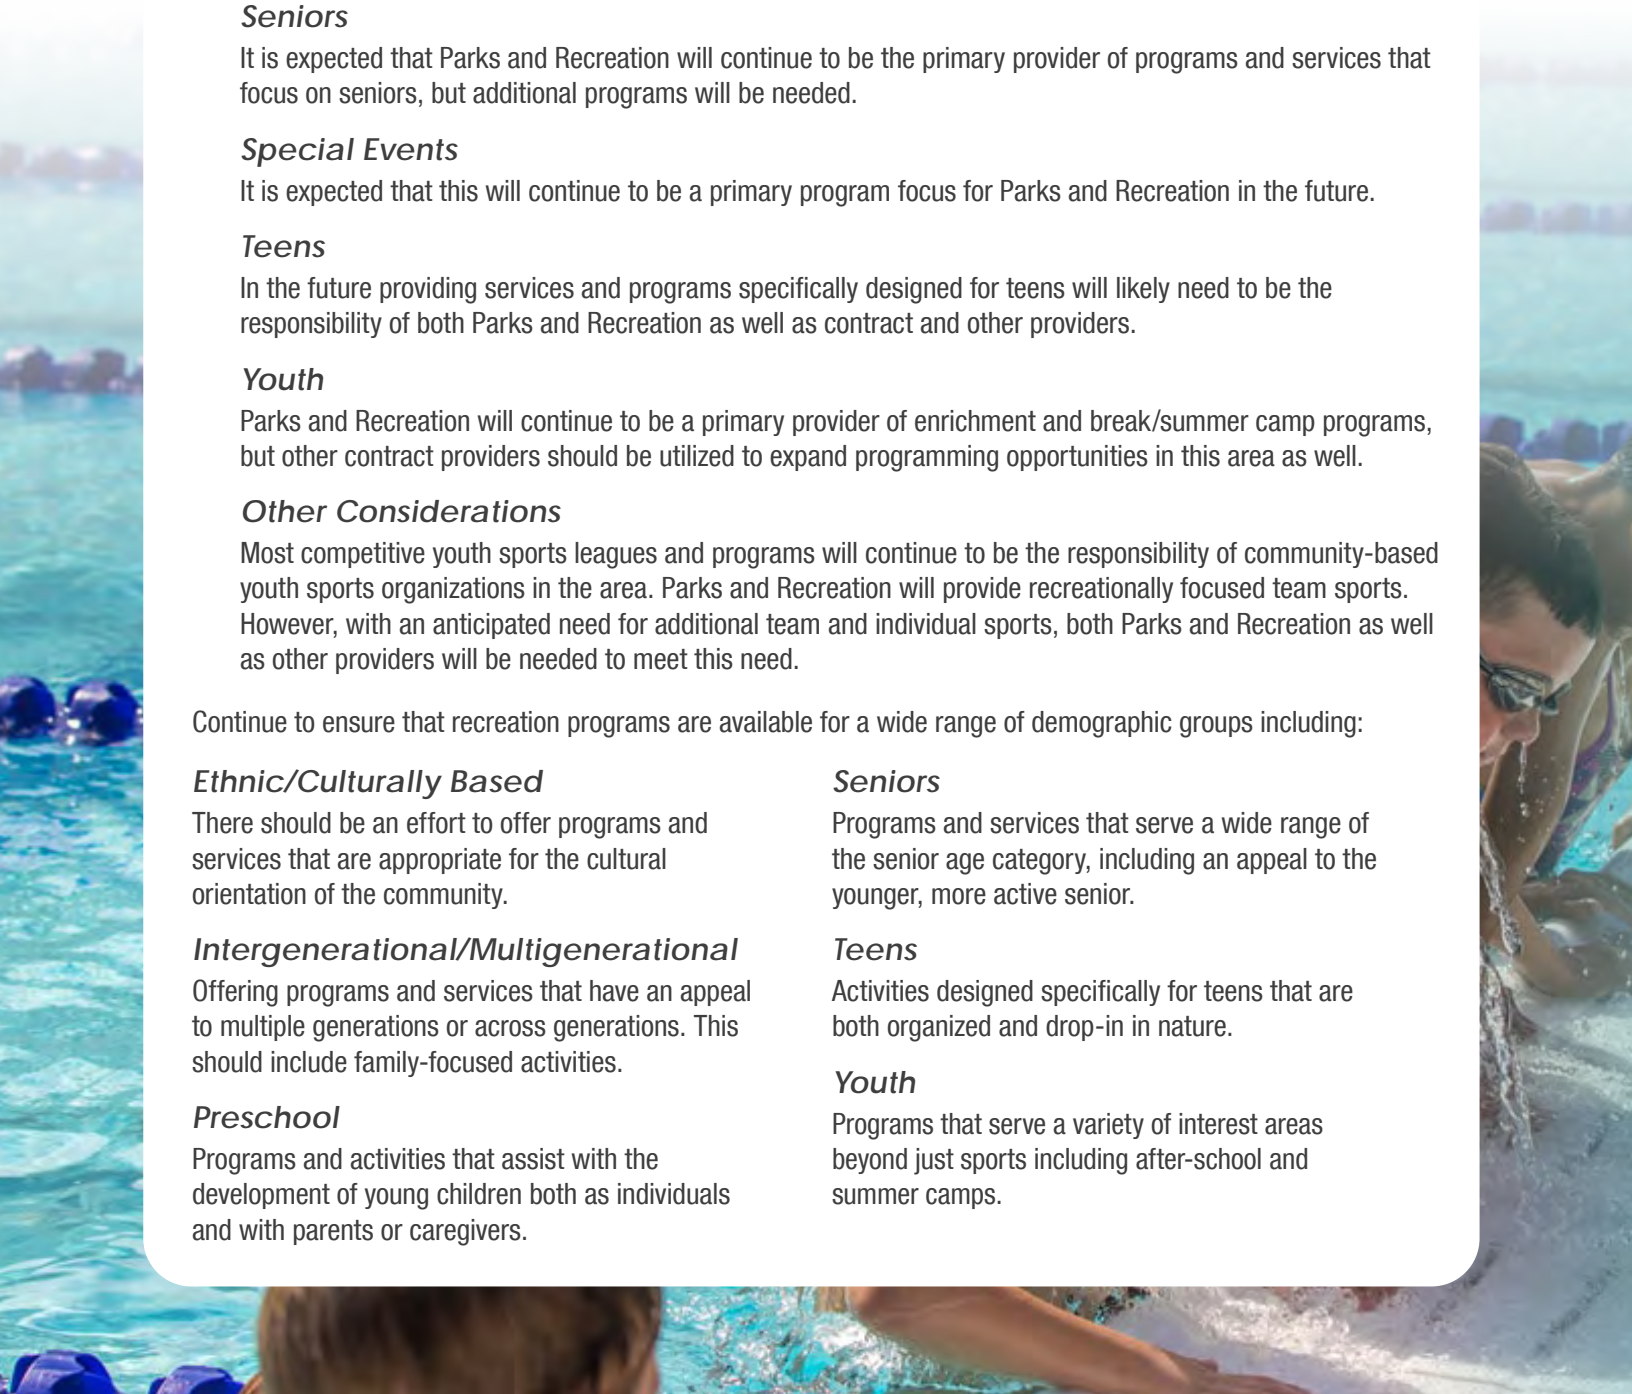 Seniors
It is expected that Parks and Recreation will continue to be the primary provider of programs and services that
focus on seniors, but additional programs will be needed.
Special Events
It is expected that this will continue to be a primary program focus for Parks and Recreation in the future.
Teens
In the future providing services and programs specifically designed for teens will likely need to be the
responsibility of both Parks and Recreation as well as contract and other providers.
Youth
Parks and Recreation will continue to be a primary provider of enrichment and break/summer camp programs,
but other contract providers should be utilized to expand programming opportunities in this area as well.
Other Considerations
Most competitive youth sports leagues and programs will continue to be the responsibility of community-based
youth sports organizations in the area. Parks and Recreation will provide recreationally focused team sports.
However, with an anticipated need for additional team and individual sports, both Parks and Recreation as well
as other providers will be needed to meet this need.
Continue to ensure that recreation programs are available for a wide range of demographic groups including:
Ethnic/Culturally Based
There should be an effort to offer programs and
services that are appropriate for the cultural
orientation of the community.
Intergenerational/Multigenerational
Offering programs and services that have an appeal
to multiple generations or across generations. This
should include family-focused activities.
Preschool
Programs and activities that assist with the
development of young children both as individuals
and with parents or caregivers.
Seniors
Programs and services that serve a wide range of
the senior age category, including an appeal to the
younger, more active senior.
Teens
Activities designed specifically for teens that are
both organized and drop-in in nature.
Youth
Programs that serve a variety of interest areas
beyond just sports including after-school and
summer camps.